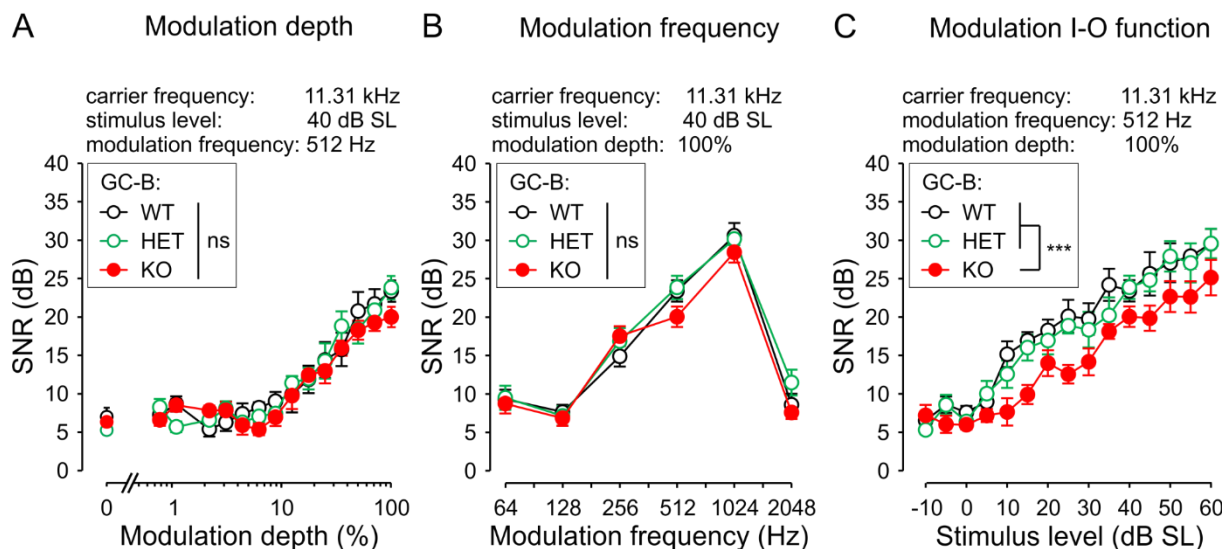 A Modulation depth
carrier frequency: 11.31 kHz
stimulus level: 40 dB SL
modulation frequency: 512 Hz
40
35
30
25
20
15
10
5
0
SNR (dB)
GC-B:
WT
HET
KO
ns
0 1 10 100
Modulation depth (%)
B Modulation frequency
carrier frequency: 11.31 kHz
stimulus level: 40 dB SL
modulation depth: 100%
40
35
30
25
20
15
10
5
0
SNR (dB)
GC-B:
WT
HET
KO
ns
64 128 256 512 1024 2048
Modulation frequency (Hz)
C Modulation I-O function
carrier frequency: 11.31 kHz
modulation frequency: 512 Hz
modulation depth: 100%
40
35
30
25
20
15
10
5
0
SNR (dB)
GC-B:
WT
HET
KO
***
-10 0 10 20 30 40 50 60
Stimulus level (dB SL)